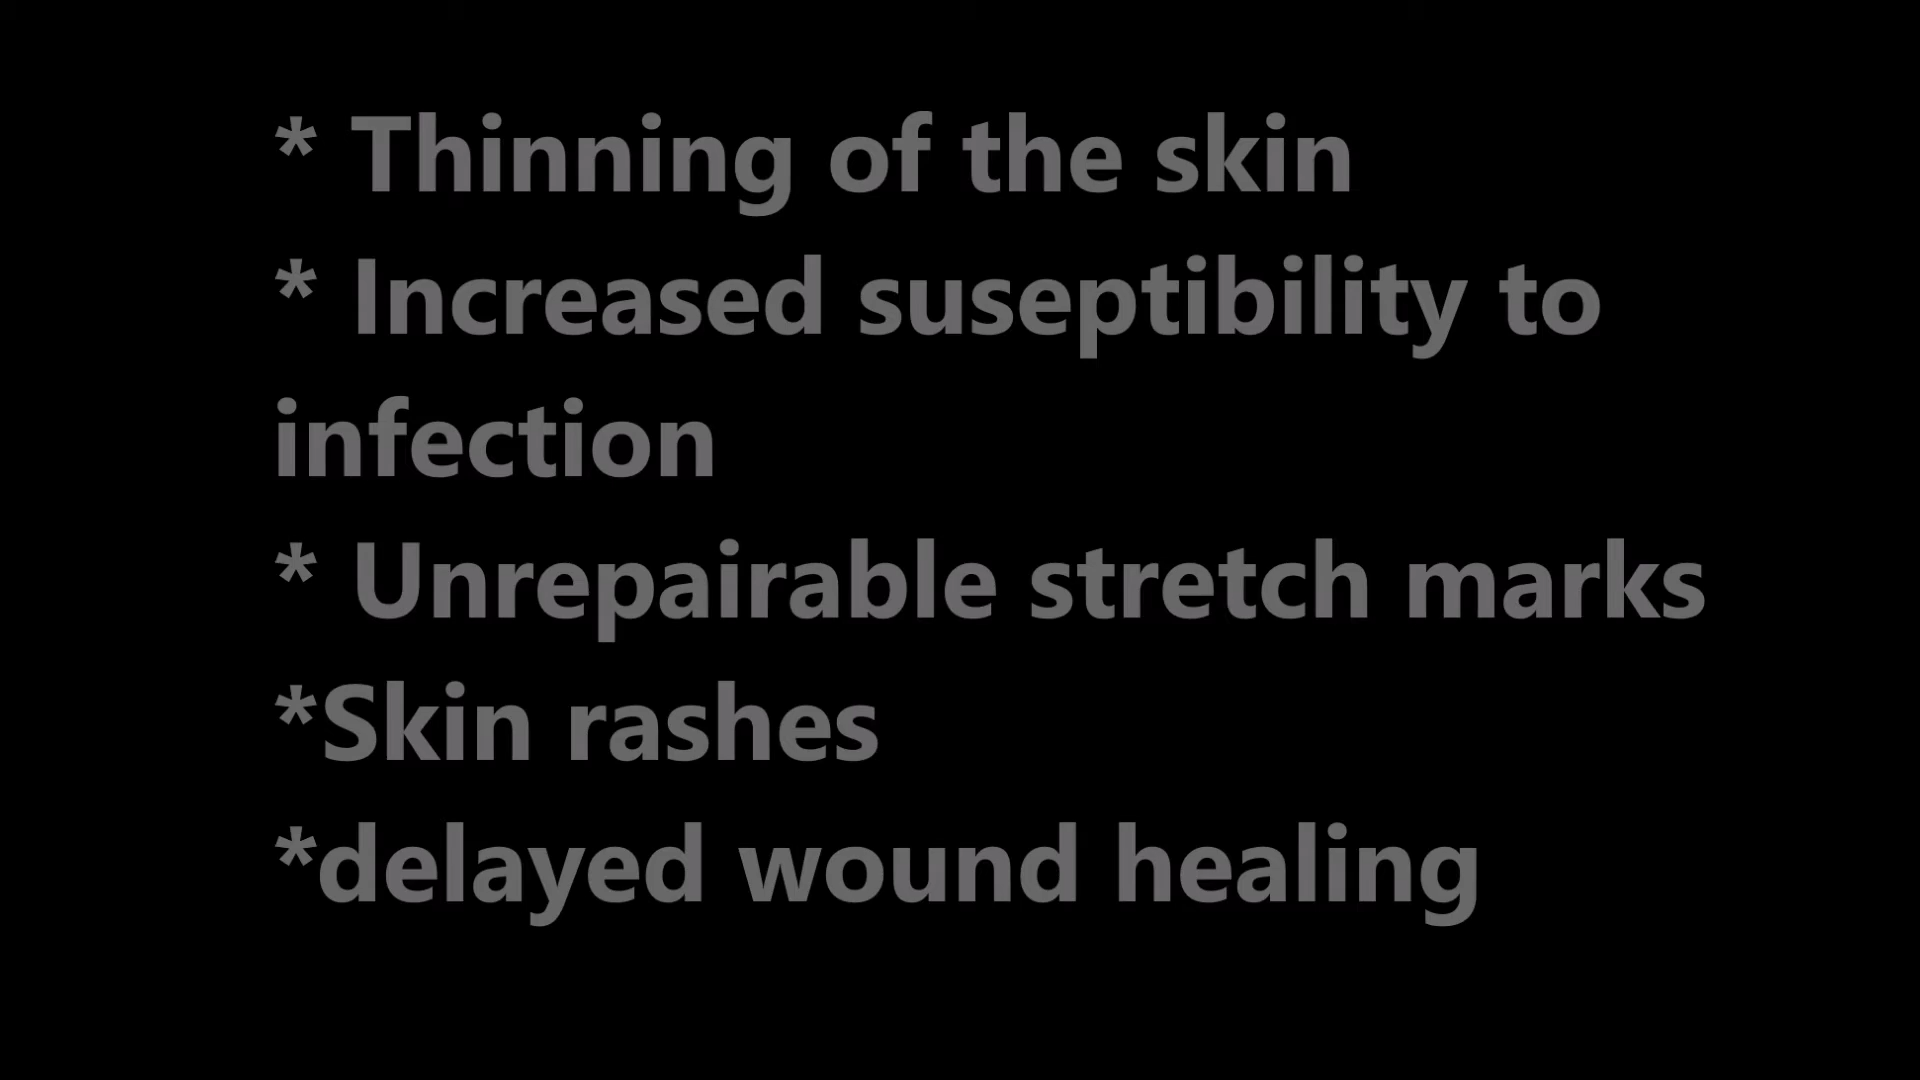 * Thinning of the skin
* Increased suseptibility to
infection
* Unrepairable stretch marks
*Skin rashes
*delayed wound healing